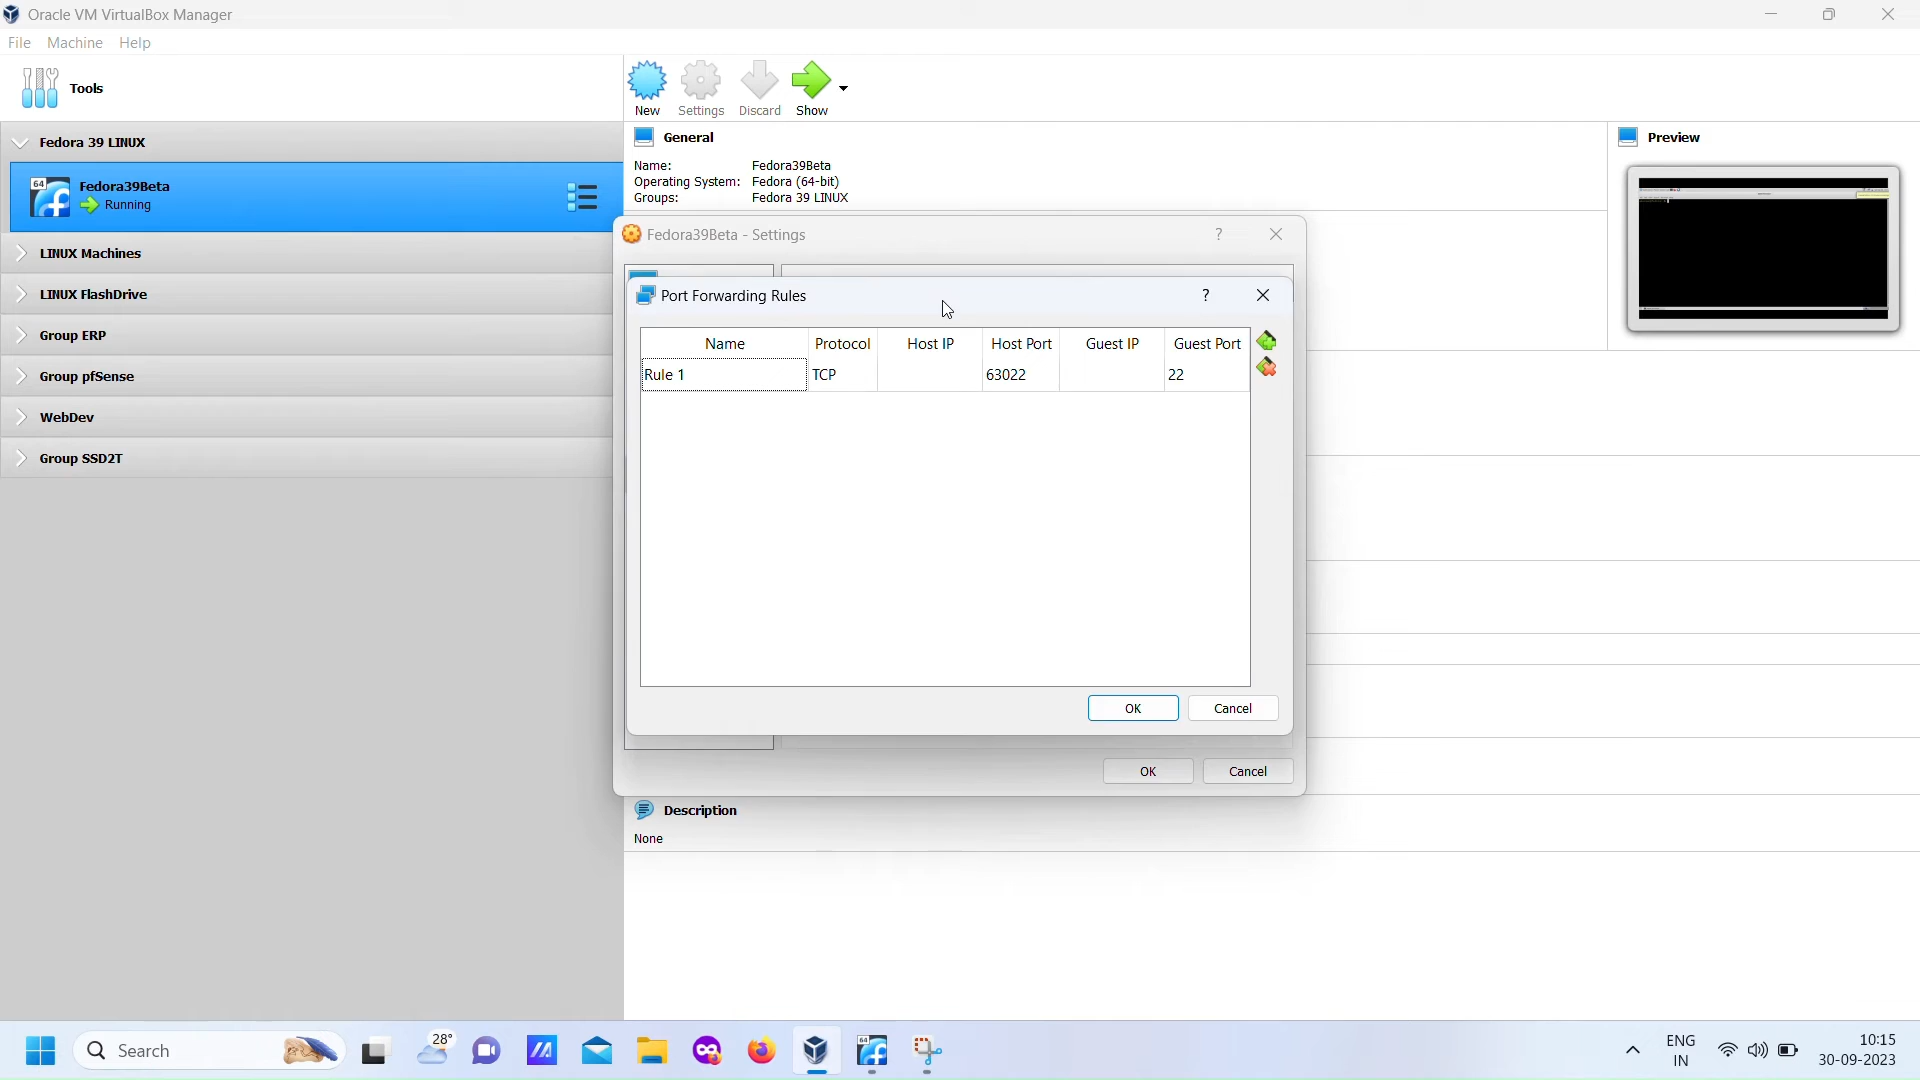 Oracle VM VirtualBox Manager
File Machine Help
Tools
New Settings Discard Show
Fedora 39 LINUX
64
Fedora39Beta
Running
LINUX Machines
LINUX FlashDrive
Group ERP
Group pfSense
WebDev
Group SSD2T
General
Name: Fedora39Beta
Operating System: Fedora (64-bit)
Groups: Fedora 39 LINUX
Preview
Fedora39Beta - Settings
?
Port Forwarding Rules
?
Name Protocol Host IP Host Port Guest IP Guest Port
Rule 1 TCP 63022 22
OK Cancel
OK Cancel
Description
None
Search
28°
64
ENG
IN
10:15
30-09-2023